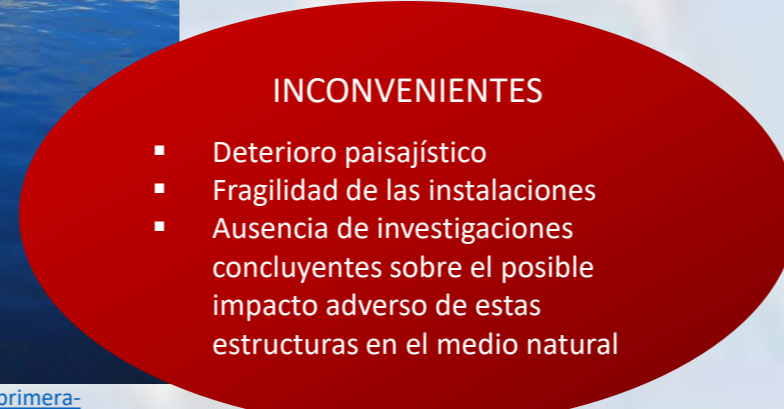 INCONVENIENTES
▪ Deterioro paisajístico
▪ Fragilidad de las instalaciones
▪ Ausencia de investigaciones
concluyentes sobre el posible
impacto adverso de estas
estructuras en el medio natural
primera-